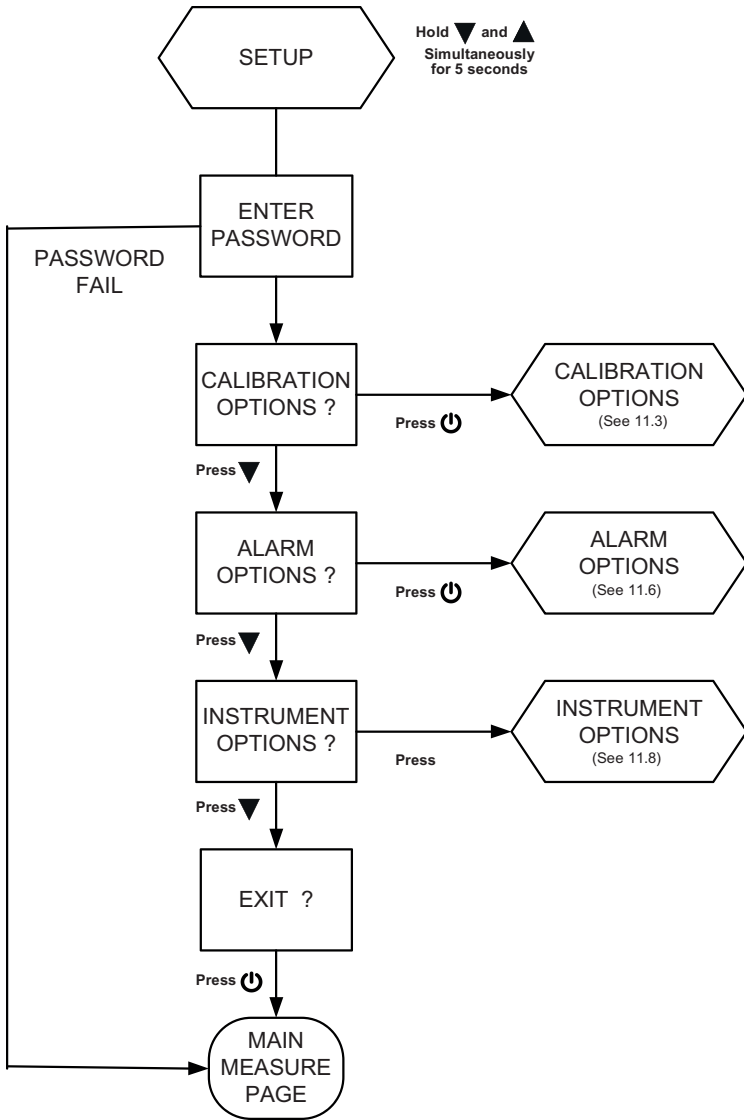 SETUP
Hold ▼ and ▲
Simultaneously
for 5 seconds
ENTER
PASSWORD
PASSWORD
FAIL
CALIBRATION
OPTIONS ?
Press ⏻
CALIBRATION
OPTIONS
(See 11.3)
Press ▼
ALARM
OPTIONS ?
Press ⏻
ALARM
OPTIONS
(See 11.6)
Press ▼
INSTRUMENT
OPTIONS ?
Press
INSTRUMENT
OPTIONS
(See 11.8)
Press ▼
EXIT ?
Press ⏻
MAIN
MEASURE
PAGE